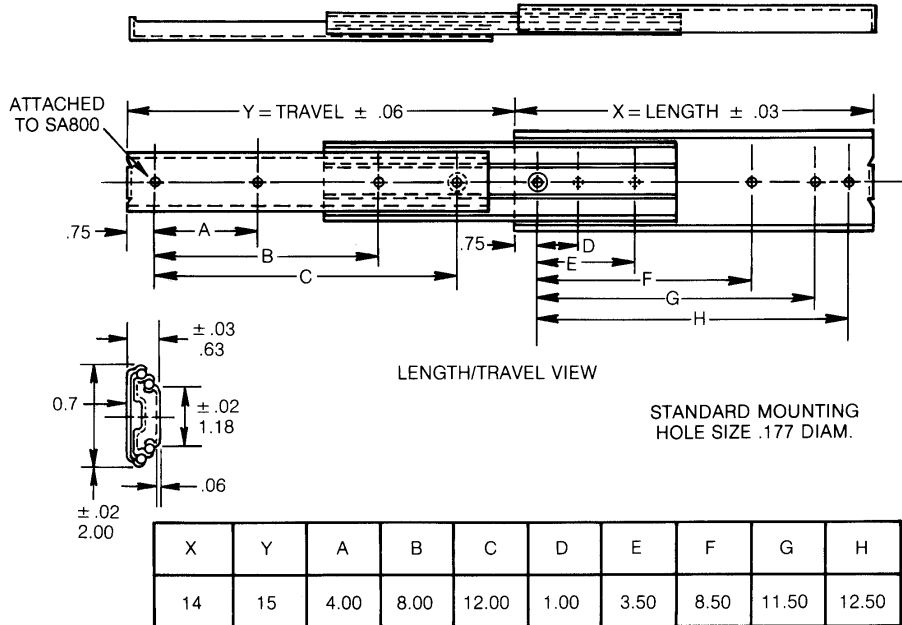 ATTACHED
TO SA800
Y = TRAVEL ± .06
X = LENGTH ± .03
.75
A
B
C
.75
D
E
F
G
H
± .03
.63
0.7
± .02
1.18
.06
± .02
2.00
LENGTH/TRAVEL VIEW
STANDARD MOUNTING
HOLE SIZE .177 DIAM.
X Y A B C D E F G H
14 15 4.00 8.00 12.00 1.00 3.50 8.50 11.50 12.50